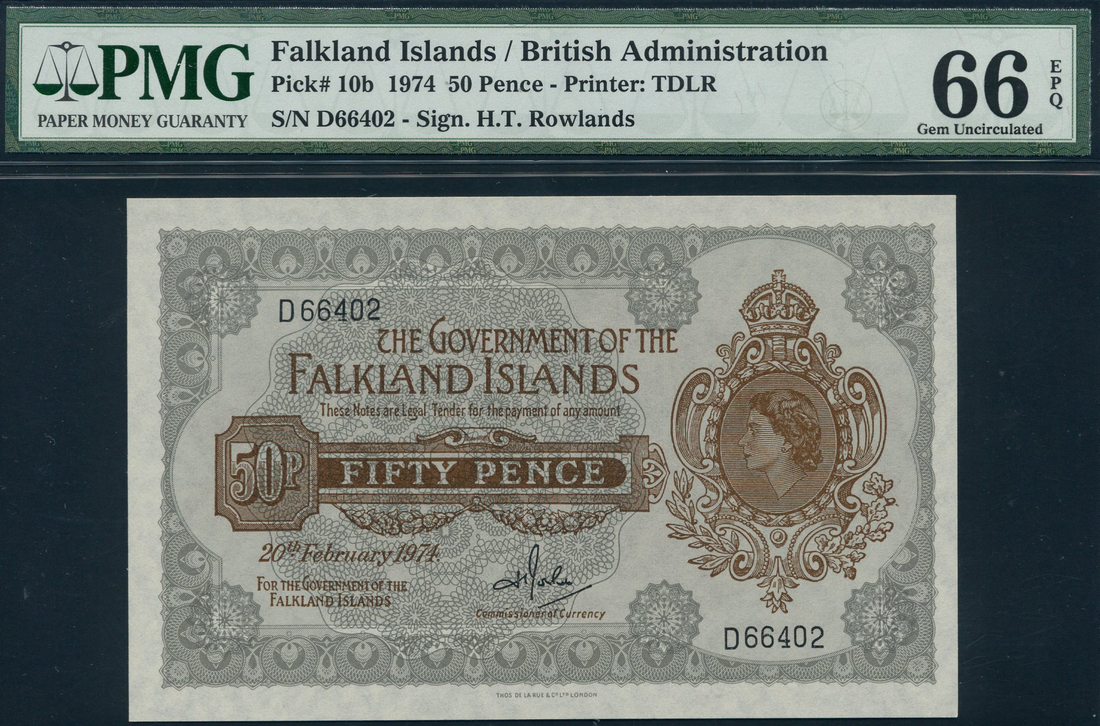 PMG
PAPER MONEY GUARANTY
Falkland Islands / British Administration
Pick# 10b 1974 50 Pence - Printer: TDLR
S/N D66402 - Sign. H.T. Rowlands
66
EPQ
Gem Uncirculated
D66402
THE GOVERNMENT OF THE
FALKLAND ISLANDS
These Notes are Legal Tender for the payment of any amount
50P
FIFTY PENCE
20th February 1974.
FOR THE GOVERNMENT OF THE
FALKLAND ISLANDS
Commissioner of Currency
D66402
THOS DE LA RUE & CO LTD LONDON